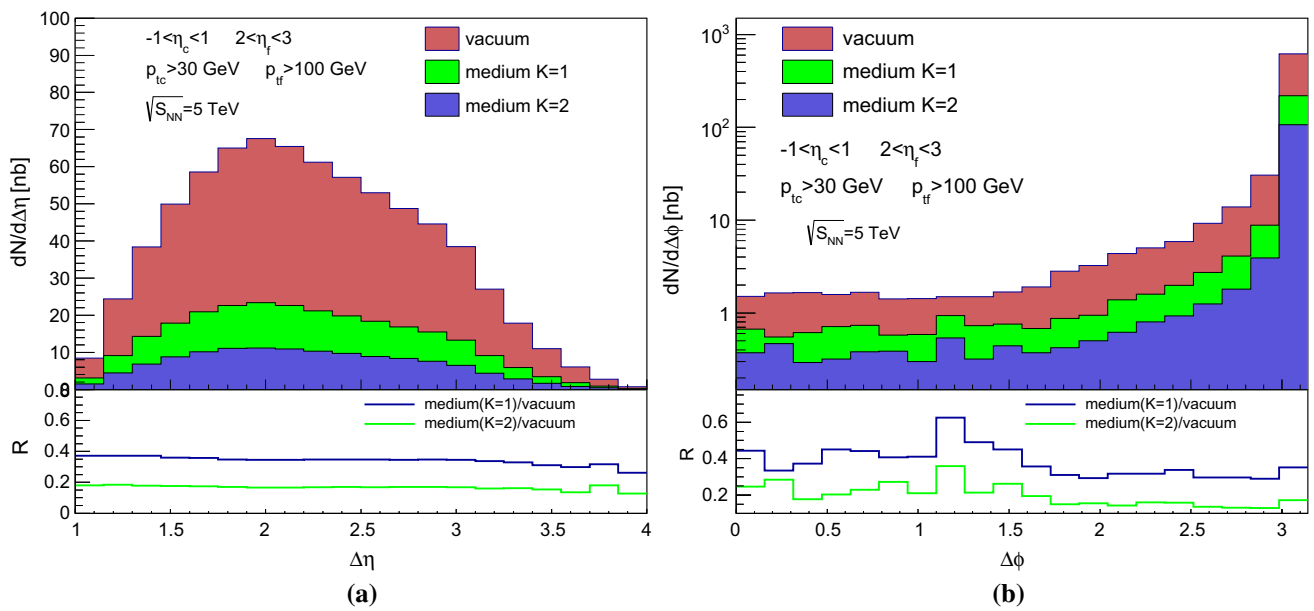 100
90
80
70
60
50
40
30
20
10
0
dN/dΔη [nb]
-1<η_c<1 2<η_f<3
p_tc>30 GeV p_tf>100 GeV
√S_NN=5 TeV
vacuum
medium K=1
medium K=2
0.8
0.6
0.4
0.2
0
R
medium(K=1)/vacuum
medium(K=2)/vacuum
1 1.5 2 2.5 3 3.5 4
Δη
(a)
10³
10²
10
1
dN/dΔϕ [nb]
vacuum
medium K=1
medium K=2
-1<η_c<1 2<η_f<3
p_tc>30 GeV p_tf>100 GeV
√S_NN=5 TeV
0.6
0.4
0.2
R
medium(K=1)/vacuum
medium(K=2)/vacuum
0 0.5 1 1.5 2 2.5 3
Δϕ
(b)